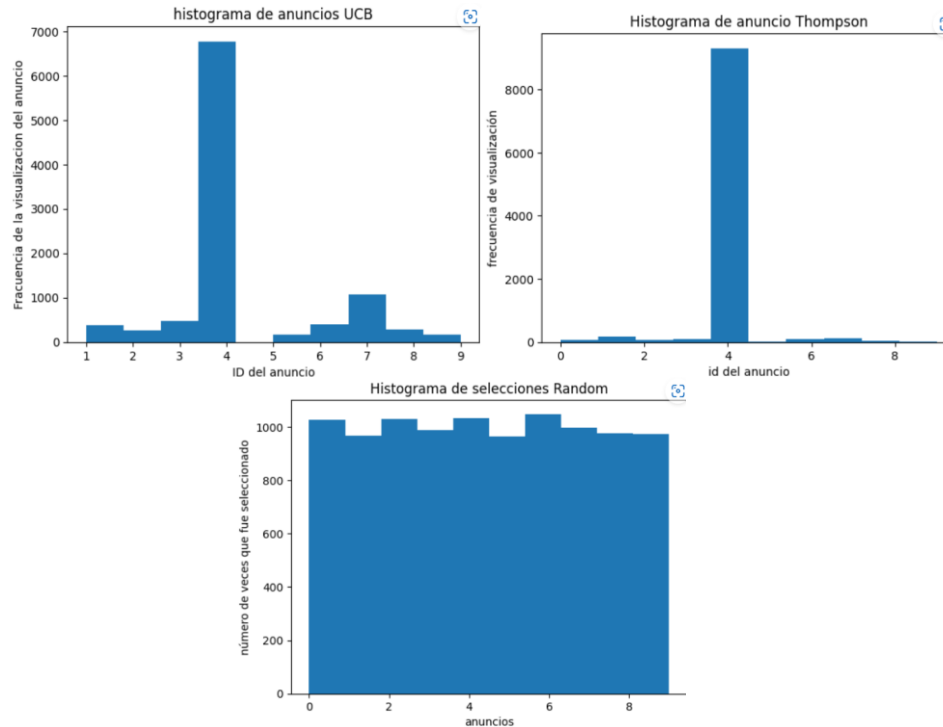 histograma de anuncios UCB
Fracuencia de la visualizacion del anuncio
7000
6000
5000
4000
3000
2000
1000
0
1 2 3 4 5 6 7 8 9
ID del anuncio
Histograma de anuncio Thompson
frecuencia de visualización
8000
6000
4000
2000
0
0 2 4 6 8
id del anuncio
Histograma de selecciones Random
número de veces que fue seleccionado
1000
800
600
400
200
0
0 2 4 6 8
anuncios